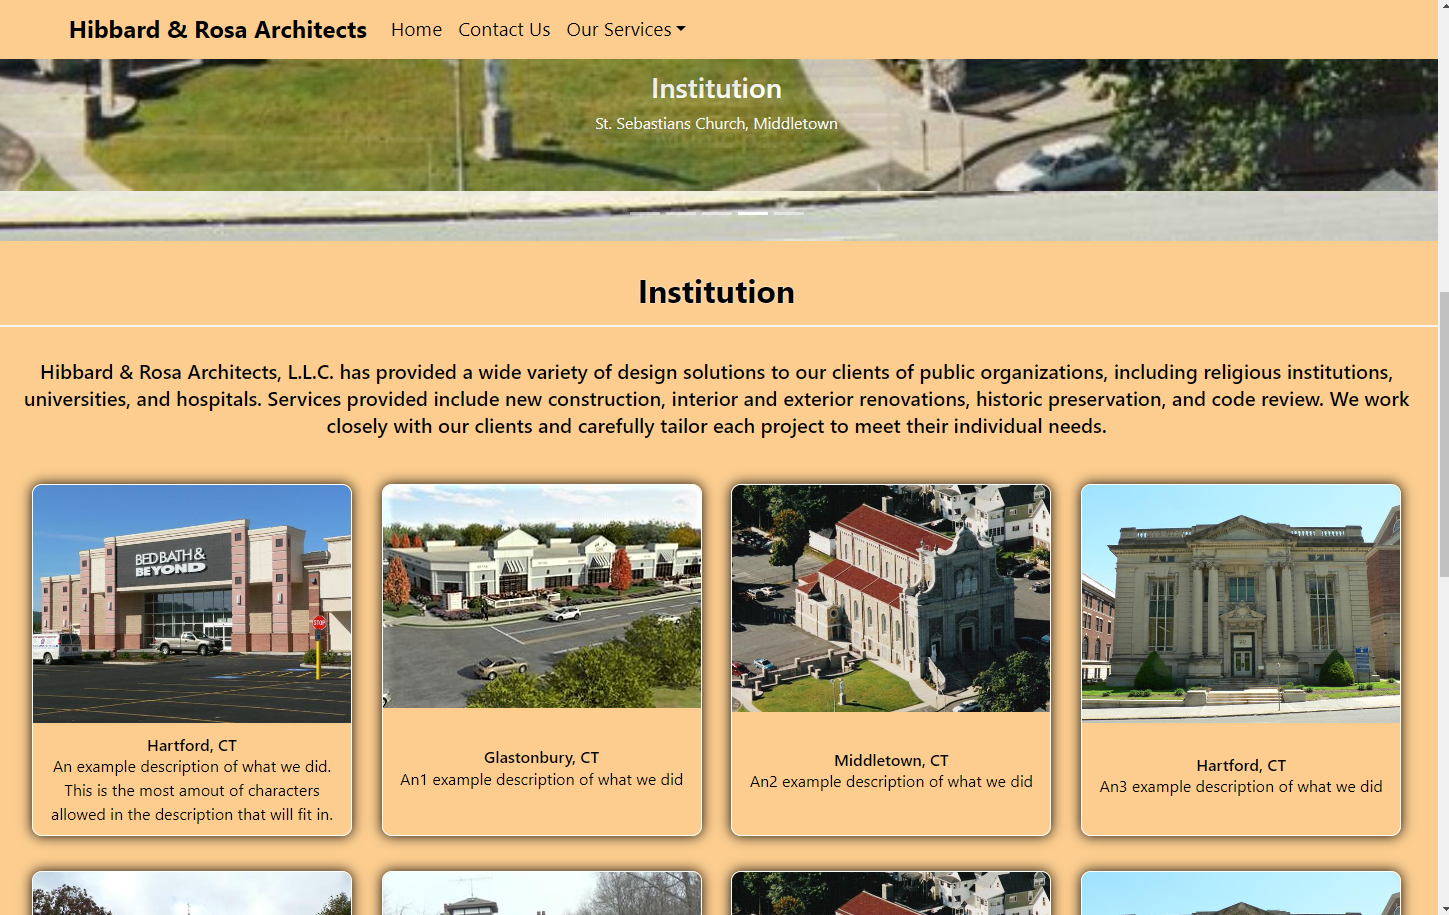 Hibbard & Rosa Architects Home Contact Us Our Services
Institution
St. Sebastians Church, Middletown
Institution
Hibbard & Rosa Architects, L.L.C. has provided a wide variety of design solutions to our clients of public organizations, including religious institutions,
universities, and hospitals. Services provided include new construction, interior and exterior renovations, historic preservation, and code review. We work
closely with our clients and carefully tailor each project to meet their individual needs.
BED BATH &
BEYOND
STOP
Hartford, CT
An example description of what we did.
This is the most amout of characters
allowed in the description that will fit in.
Glastonbury, CT
An1 example description of what we did
Middletown, CT
An2 example description of what we did
Hartford, CT
An3 example description of what we did